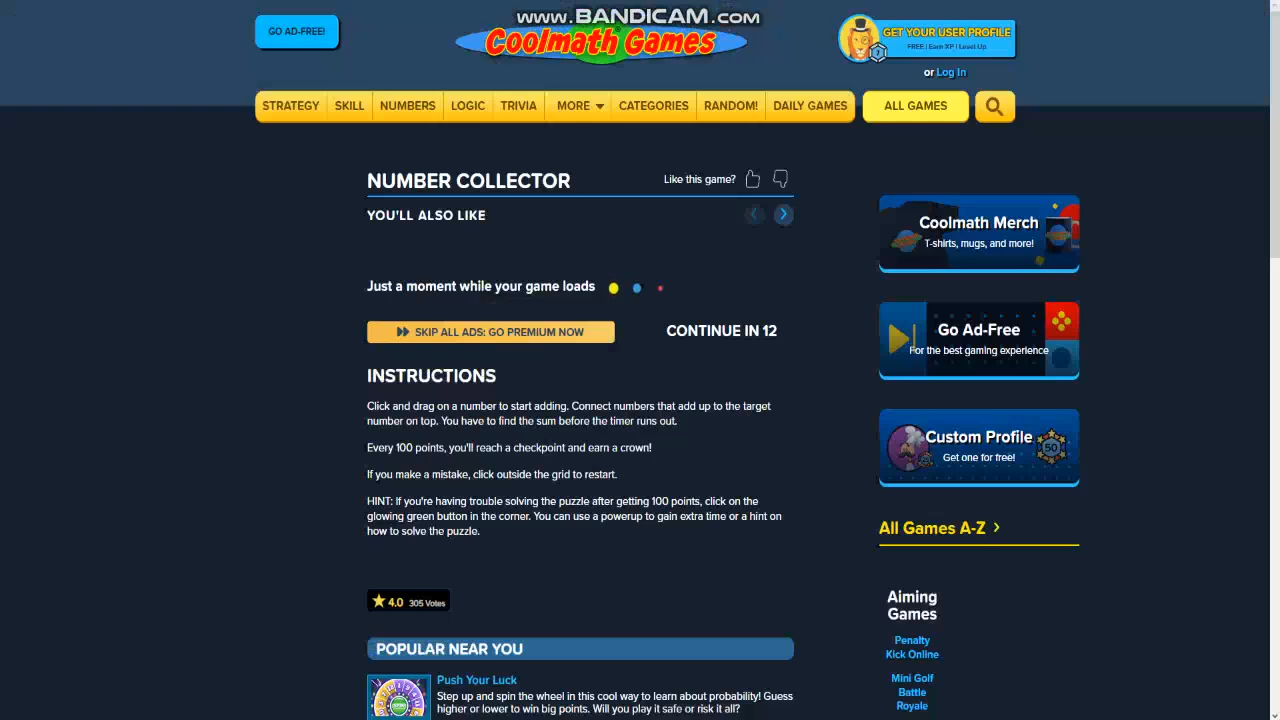 www.BANDICAM.com
GO AD-FREE!
Coolmath Games
GET YOUR USER PROFILE
FREE / Earn XP / Level Up
or Log In
STRATEGY SKILL NUMBERS LOGIC TRIVIA MORE CATEGORIES RANDOM! DAILY GAMES ALL GAMES
NUMBER COLLECTOR
Like this game?
YOU'LL ALSO LIKE
Just a moment while your game loads
SKIP ALL ADS: GO PREMIUM NOW
CONTINUE IN 12
INSTRUCTIONS
Click and drag on a number to start adding. Connect numbers that add up to the target
number on top. You have to find the sum before the timer runs out.
Every 100 points, you'll reach a checkpoint and earn a crown!
If you make a mistake, click outside the grid to restart.
HINT: If you're having trouble solving the puzzle after getting 100 points, click on the
glowing green button in the corner. You can use a powerup to gain extra time or a hint on
how to solve the puzzle.
4.0 305 Votes
POPULAR NEAR YOU
Push Your Luck
Step up and spin the wheel in this cool way to learn about probability! Guess
higher or lower to win big points. Will you play it safe or risk it all?
Coolmath Merch
T-shirts, mugs, and more!
Go Ad-Free
For the best gaming experience
Custom Profile
Get one for free!
50
All Games A-Z
Aiming
Games
Penalty
Kick Online
Mini Golf
Battle
Royale